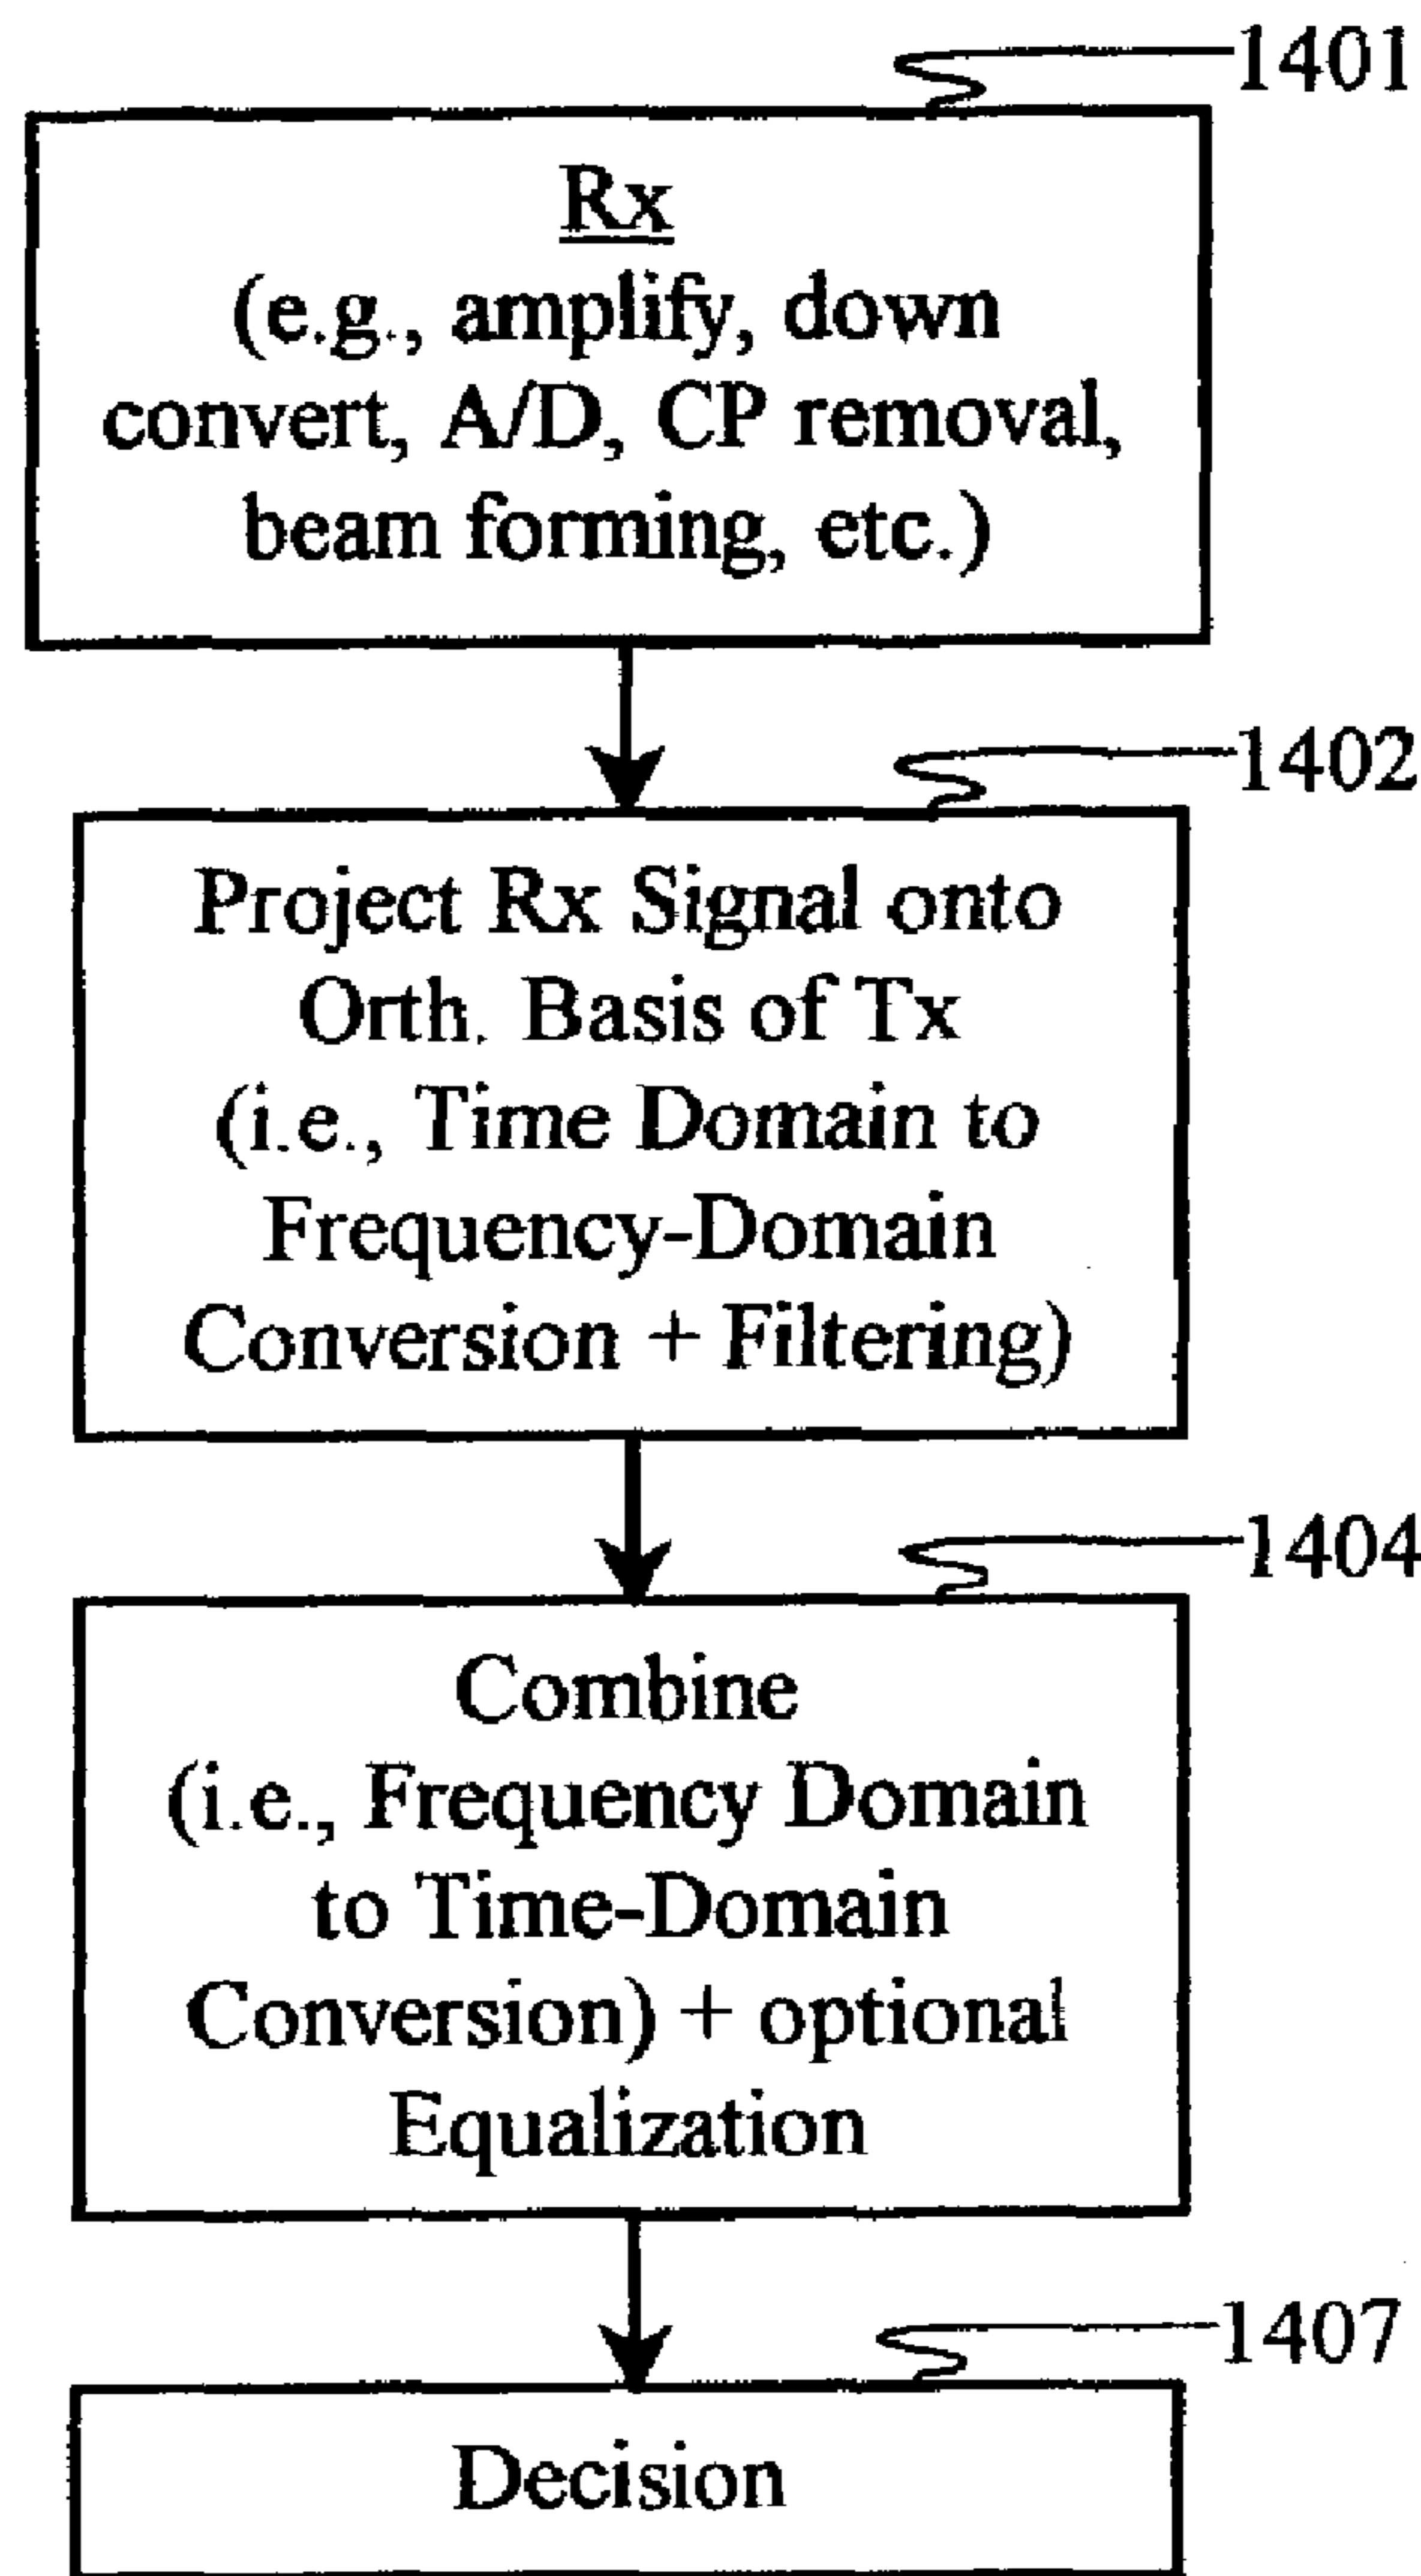 1401
Rx
(e.g., amplify, down
convert, A/D, CP removal,
beam forming, etc.)
1402
Project Rx Signal onto
Orth. Basis of Tx
(i.e., Time Domain to
Frequency-Domain
Conversion + Filtering)
1404
Combine
(i.e., Frequency Domain
to Time-Domain
Conversion) + optional
Equalization
1407
Decision